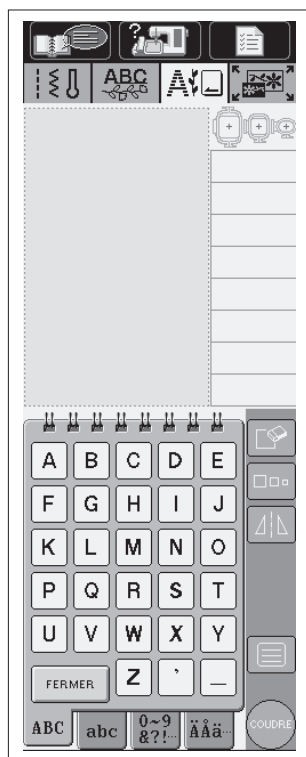 ?
ABC
A
A B C D E
F G H I J
K L M N O
P Q R S T
U V W X Y
FERMER Z ' _
ABC abc 0~9 &?!... ÄÅä... COUDRE